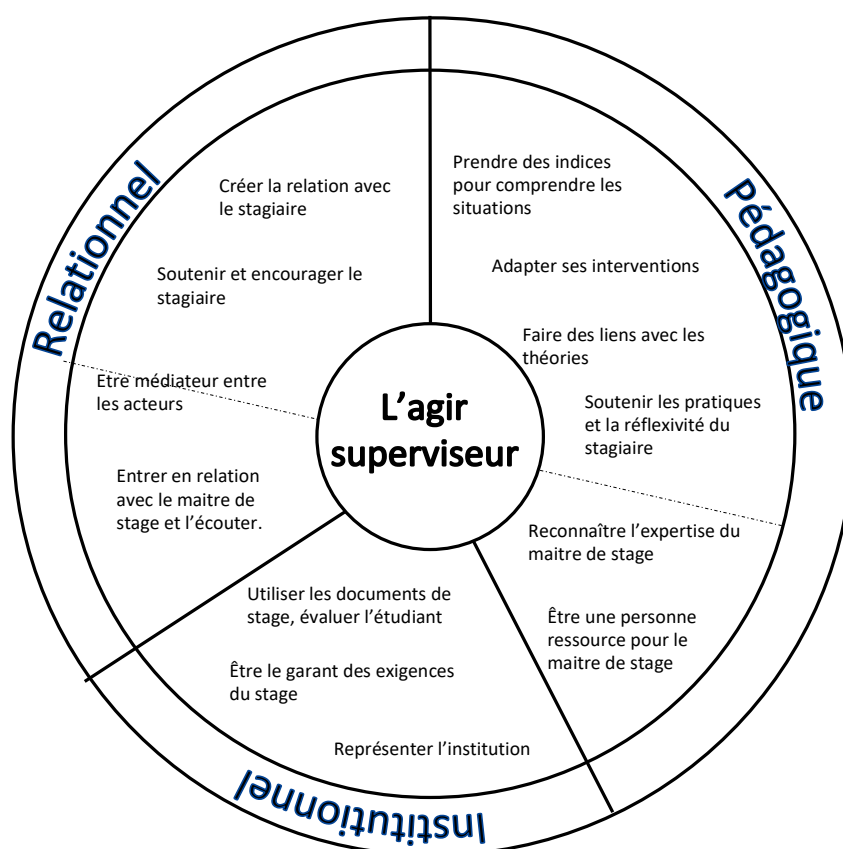 Relationnel
Pédagogique
Institutionnel
L’agir
superviseur
Créer la relation avec
le stagiaire
Soutenir et encourager le
stagiaire
Etre médiateur entre
les acteurs
Entrer en relation
avec le maitre de
stage et l’écouter.
Prendre des indices
pour comprendre les
situations
Adapter ses interventions
Faire des liens avec les
théories
Soutenir les pratiques
et la réflexivité du
stagiaire
Reconnaître l’expertise du
maitre de stage
Être une personne
ressource pour le
maitre de stage
Utiliser les documents de
stage, évaluer l’étudiant
Être le garant des exigences
du stage
Représenter l’institution